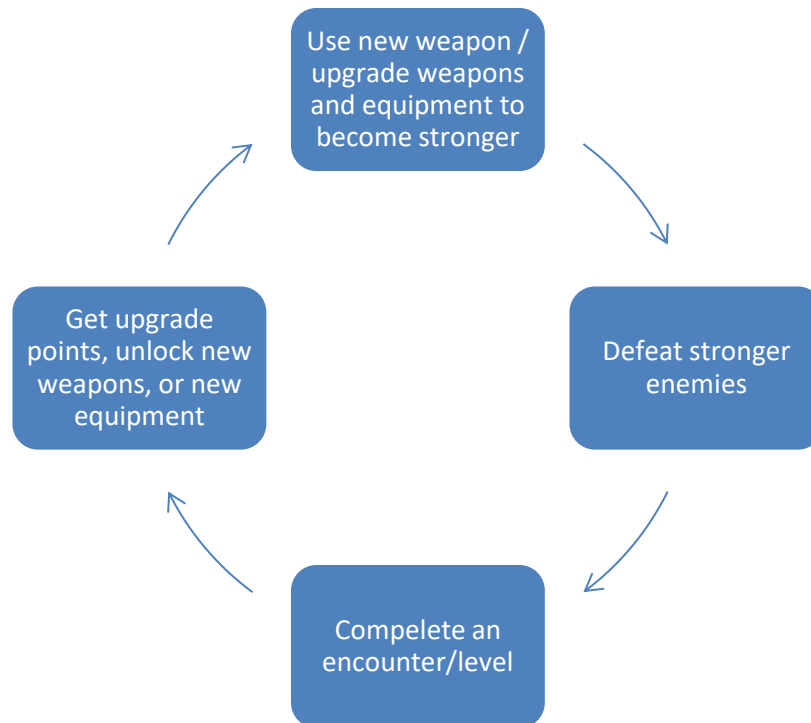 Use new weapon /
upgrade weapons
and equipment to
become stronger
Get upgrade
points, unlock new
weapons, or new
equipment
Defeat stronger
enemies
Compelete an
encounter/level